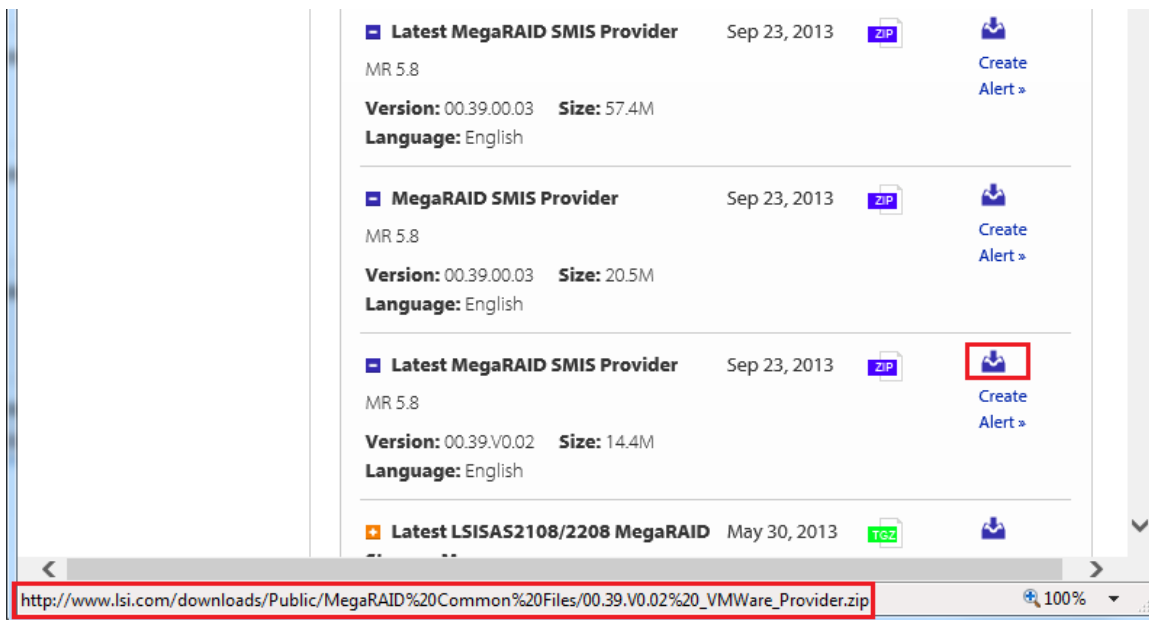 Latest MegaRAID SMIS Provider Sep 23, 2013 ZIP
MR 5.8
Create
Alert »
Version: 00.39.00.03 Size: 57.4M
Language: English
MegaRAID SMIS Provider Sep 23, 2013 ZIP
MR 5.8
Create
Alert »
Version: 00.39.00.03 Size: 20.5M
Language: English
Latest MegaRAID SMIS Provider Sep 23, 2013 ZIP
MR 5.8
Create
Alert »
Version: 00.39.V0.02 Size: 14.4M
Language: English
Latest LSISAS2108/2208 MegaRAID May 30, 2013 TGZ
http://www.lsi.com/downloads/Public/MegaRAID%20Common%20Files/00.39.V0.02%20_VMWare_Provider.zip 100%